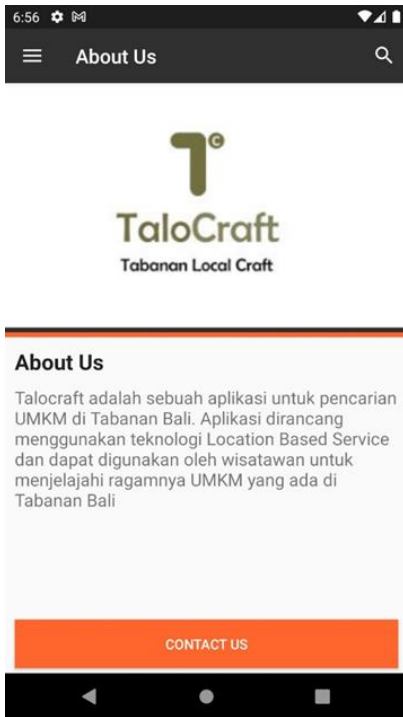 6:56
About Us
T©
TaloCraft
Tabanan Local Craft
About Us
Talocraft adalah sebuah aplikasi untuk pencarian
UMKM di Tabanan Bali. Aplikasi dirancang
menggunakan teknologi Location Based Service
dan dapat digunakan oleh wisatawan untuk
menjelajahi ragamnya UMKM yang ada di
Tabanan Bali
CONTACT US